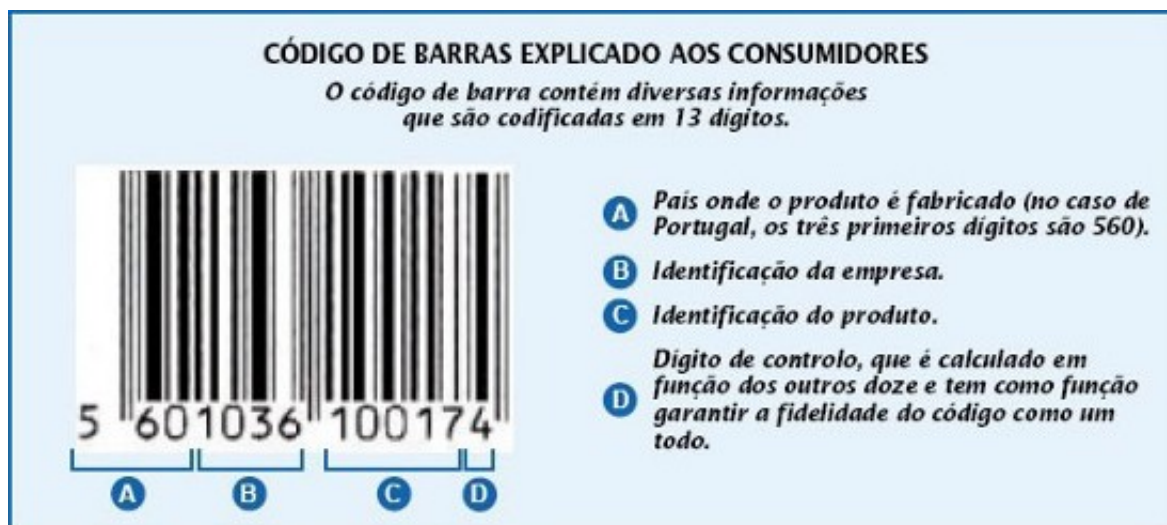 CÓDIGO DE BARRAS EXPLICADO AOS CONSUMIDORES
O código de barra contém diversas informações
que são codificadas em 13 dígitos.
A País onde o produto é fabricado (no caso de
Portugal, os três primeiros dígitos são 560).
B Identificação da empresa.
C Identificação do produto.
D Dígito de controlo, que é calculado em
função dos outros doze e tem como função
garantir a fidelidade do código como um
todo.
5 601036 100174
A B C D